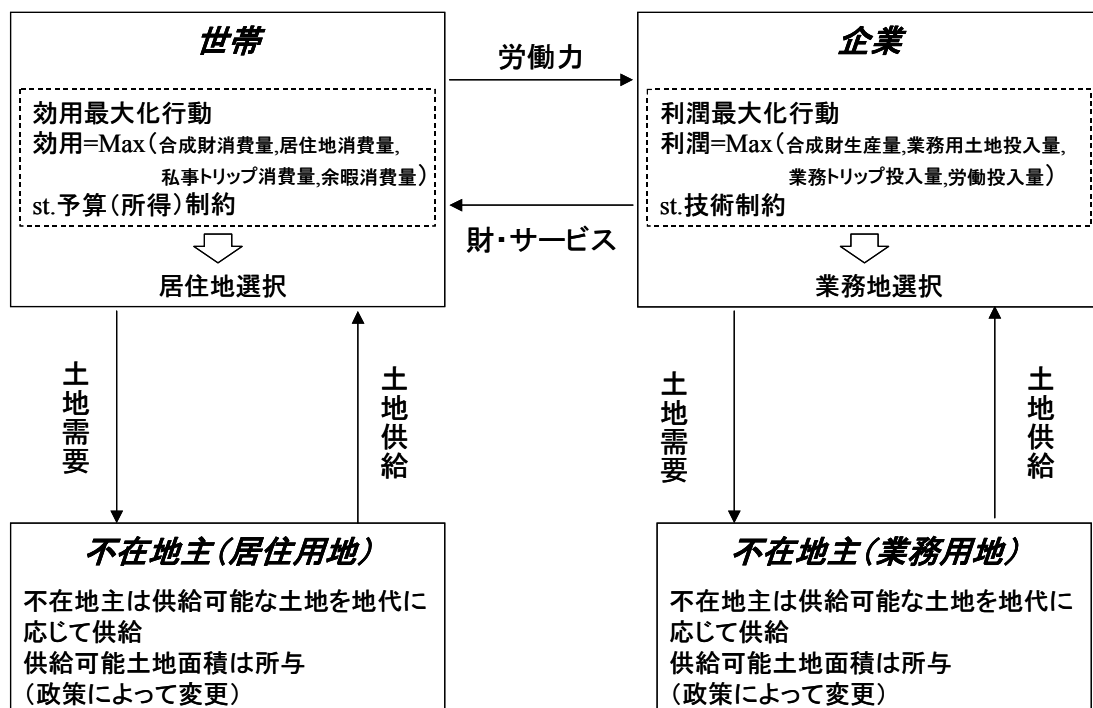 世帯
効用最大化行動
効用=Max(合成財消費量,居住地消費量,
私事トリップ消費量,余暇消費量)
st.予算(所得)制約
居住地選択
労働力
財・サービス
企業
利潤最大化行動
利潤=Max(合成財生産量,業務用土地投入量,
業務トリップ投入量,労働投入量)
st.技術制約
業務地選択
土地需要
土地供給
土地需要
土地供給
不在地主(居住用地)
不在地主は供給可能な土地を地代に
応じて供給
供給可能土地面積は所与
(政策によって変更)
不在地主(業務用地)
不在地主は供給可能な土地を地代に
応じて供給
供給可能土地面積は所与
(政策によって変更)